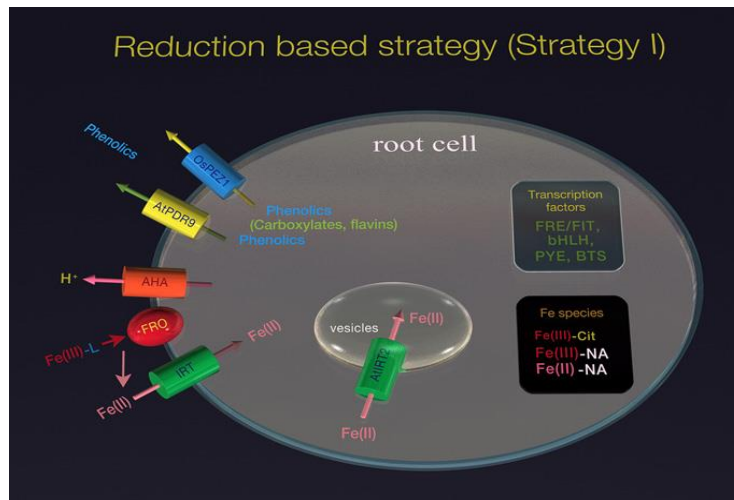 Reduction based strategy (Strategy I)
root cell
Phenolics
OsPEZ1
AtPDR9
Phenolics
(Carboxylates, flavins)
Phenolics
H+
AHA
FRO
Fe(III)-L
Fe(II)
IRT
Fe(II)
vesicles
Fe(II)
AtIRT2
Fe(II)
Transcription
factors
FRE/FIT,
bHLH,
PYE, BTS
Fe species
Fe(III)-Cit
Fe(III)-NA
Fe(II)-NA